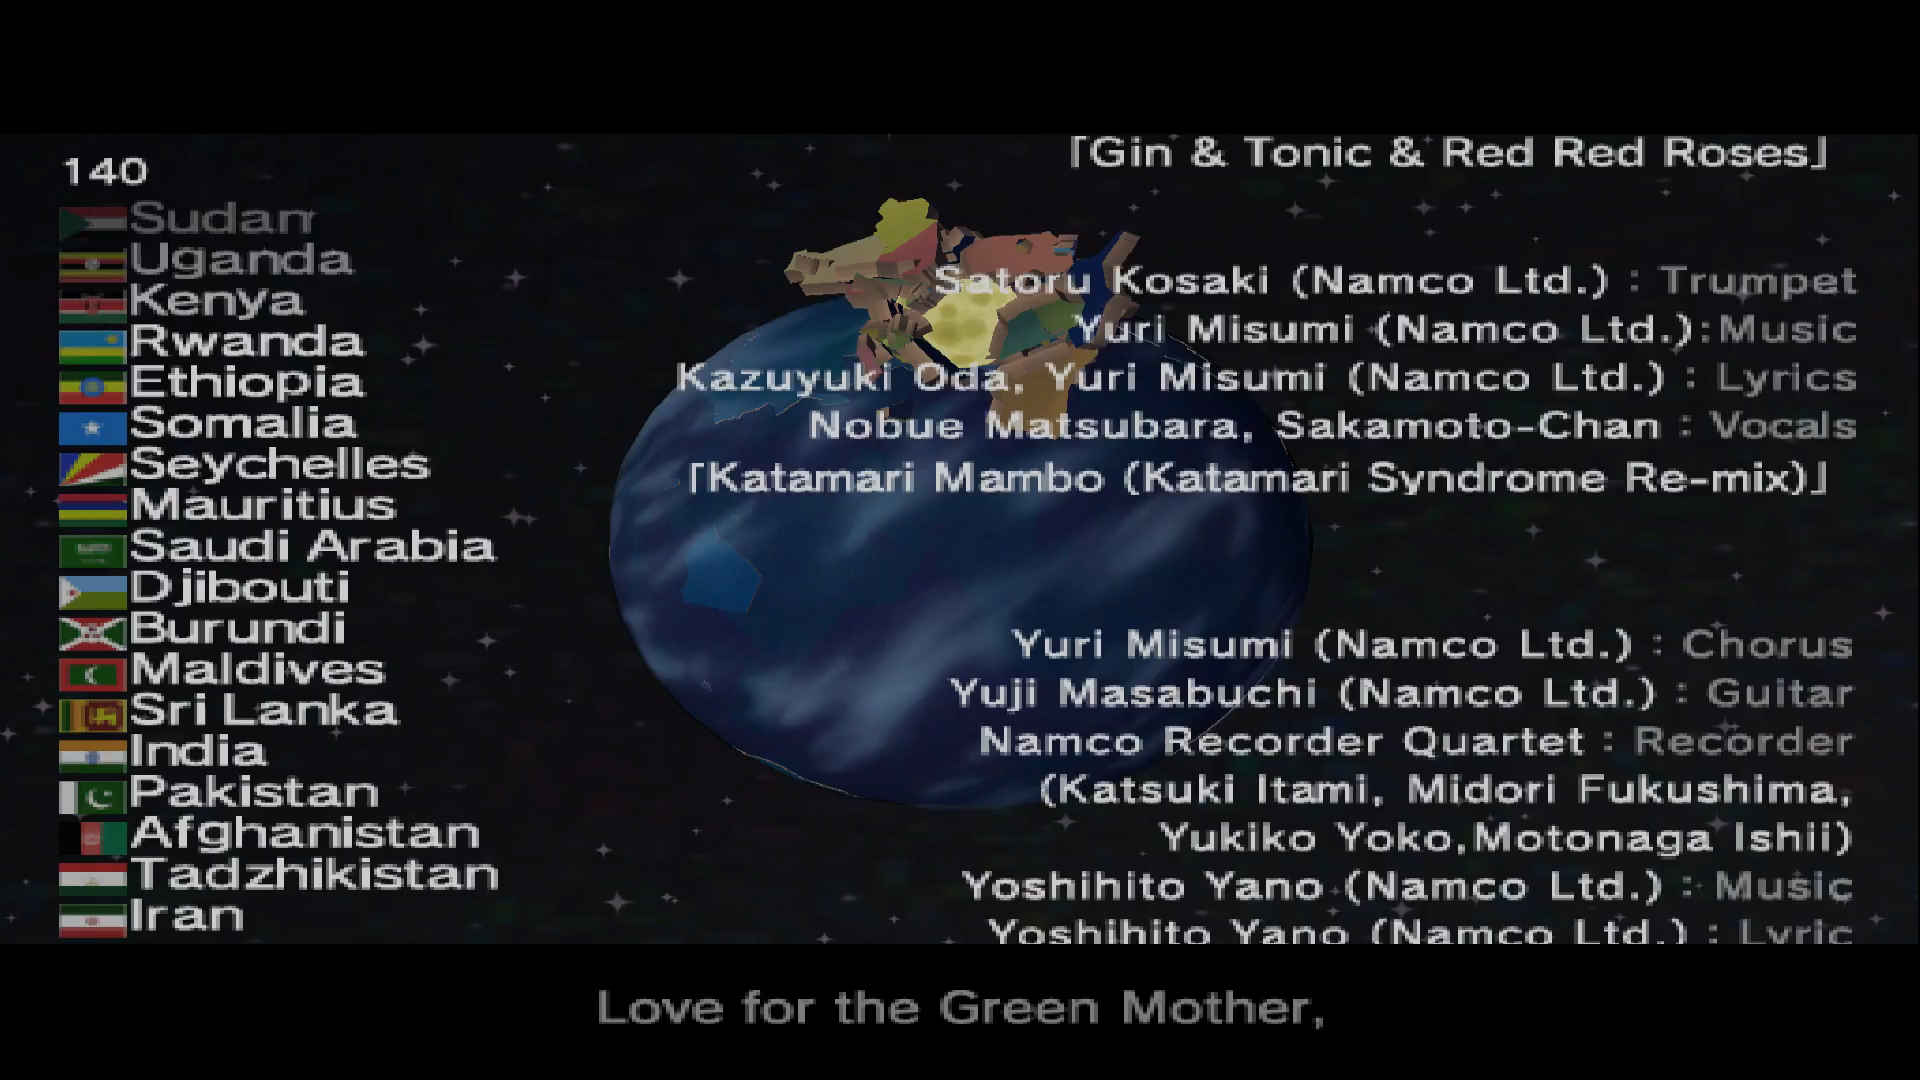 140
Sudan
Uganda
Kenya
Rwanda
Ethiopia
Somalia
Seychelles
Mauritius
Saudi Arabia
Djibouti
Burundi
Maldives
Sri Lanka
India
Pakistan
Afghanistan
Tadzhikistan
Iran
「Gin & Tonic & Red Red Roses」
Satoru Kosaki (Namco Ltd.) : Trumpet
Yuri Misumi (Namco Ltd.):Music
Kazuyuki Oda, Yuri Misumi (Namco Ltd.) : Lyrics
Nobue Matsubara, Sakamoto-Chan : Vocals
「Katamari Mambo (Katamari Syndrome Re-mix)」
Yuri Misumi (Namco Ltd.) : Chorus
Yuji Masabuchi (Namco Ltd.) : Guitar
Namco Recorder Quartet : Recorder
(Katsuki Itami, Midori Fukushima,
Yukiko Yoko,Motonaga Ishii)
Yoshihito Yano (Namco Ltd.) : Music
Yoshihito Yano (Namco Ltd.) : Lyric
Love for the Green Mother,